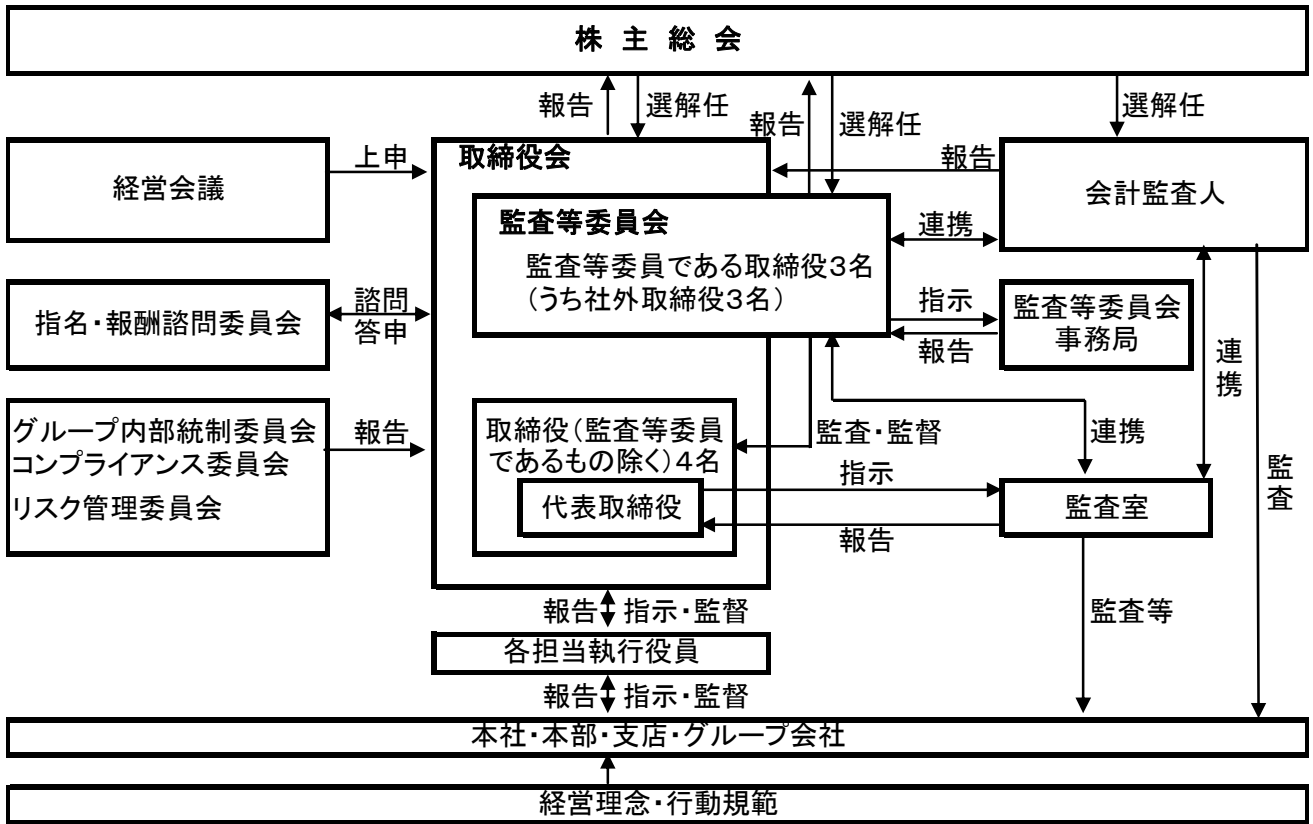 株主総会
報告
選解任
報告
選解任
選解任
経営会議
上申
取締役会
報告
会計監査人
監査等委員会
監査等委員である取締役3名
(うち社外取締役3名)
連携
指名・報酬諮問委員会
諮問
答申
指示
報告
監査等委員会
事務局
連携
グループ内部統制委員会
コンプライアンス委員会
リスク管理委員会
報告
取締役(監査等委員
であるもの除く)4名
監査・監督
連携
監査
代表取締役
指示
報告
監査室
報告
指示・監督
監査等
各担当執行役員
報告
指示・監督
本社・本部・支店・グループ会社
経営理念・行動規範